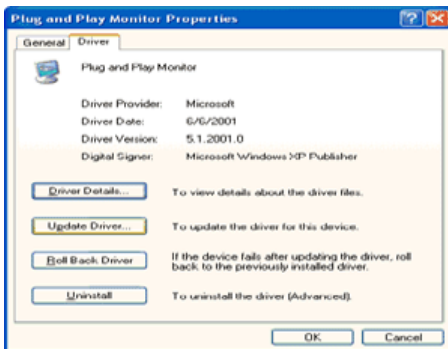 Plug and Play Monitor Properties
General Driver
Plug and Play Monitor
Driver Provider: Microsoft
Driver Date: 6/6/2001
Driver Version: 5.1.2001.0
Digital Signer: Microsoft Windows XP Publisher
Driver Details... To view details about the driver files.
Update Driver... To update the driver for this device.
Roll Back Driver If the device fails after updating the driver, roll
back to the previously installed driver.
Uninstall To uninstall the driver (Advanced).
OK Cancel